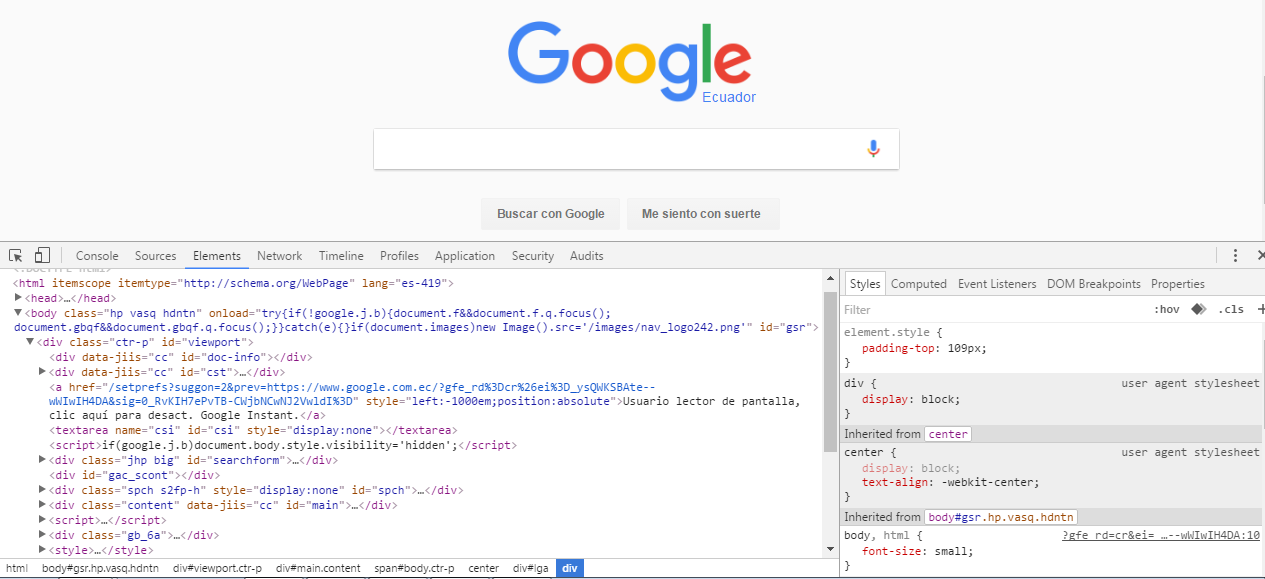 Google
Ecuador
Buscar con Google
Me siento con suerte
Console Sources Elements Network Timeline Profiles Application Security Audits
<!DOCTYPE html>
<html itemscope itemtype="http://schema.org/WebPage" lang="es-419">
<head>…</head>
<body class="hp vasq hdntn" onload="try{if(!google.j.b){document.f&&document.f.q.focus();
document.gbqf&&document.gbqf.q.focus();}}catch(e){}if(document.images)new Image().src='/images/nav_logo242.png'" id="gsr">
<div class="ctr-p" id="viewport">
<div data-jiis="cc" id="doc-info"></div>
<div data-jiis="cc" id="cst">…</div>
<a href="/setprefs?suggon=2&prev=https://www.google.com.ec/?gfe_rd%3Dcr%26ei%3D_ysQWKSBAte--
wWIwIH4DA&sig=0_RvKIH7ePvTB-CWjbNCwNJ2VwldI%3D" style="left:-1000em;position:absolute">Usuario lector de pantalla,
clic aquí para desact. Google Instant.</a>
<textarea name="csi" id="csi" style="display:none"></textarea>
<script>if(google.j.b)document.body.style.visibility='hidden';</script>
<div class="jhp big" id="searchform">…</div>
<div id="gac_scont"></div>
<div class="spch s2fp-h" style="display:none" id="spch">…</div>
<div class="content" data-jiis="cc" id="main">…</div>
<script>…</script>
<div class="gb_6a">…</div>
<style>…</style>
html body#gsr.hp.vasq.hdntn div#viewport.ctr-p div#main.content span#body.ctr-p center div#lga div
Styles Computed Event Listeners DOM Breakpoints Properties
Filter :hov .cls +
element.style {
padding-top: 109px;
}
div { user agent stylesheet
display: block;
}
Inherited from center
center { user agent stylesheet
display: block;
text-align: -webkit-center;
}
Inherited from body#gsr.hp.vasq.hdntn
body, html { ?gfe_rd=cr&ei=_…--wWIwIH4DA:10
font-size: small;
}